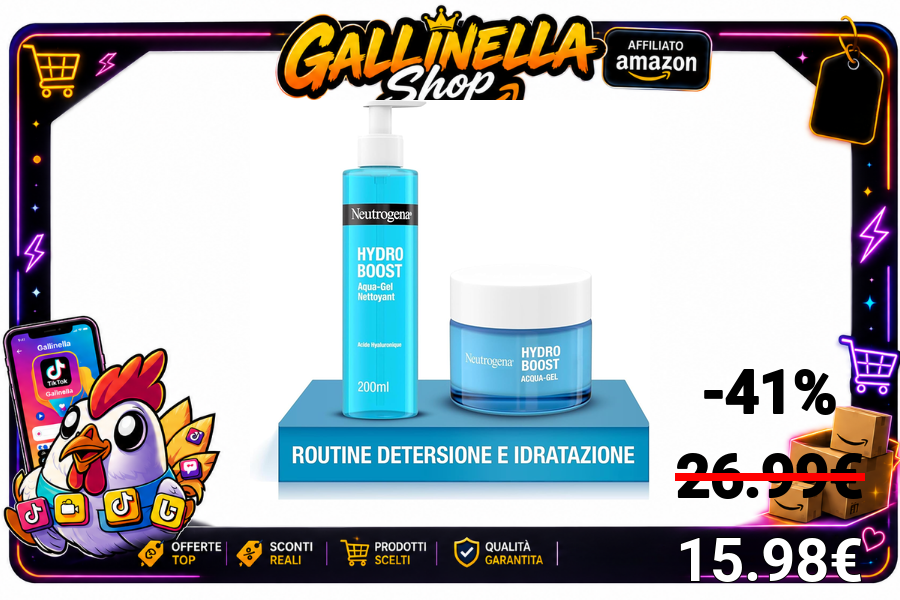 GALLINELLA
Shop
AFFILIATO
amazon
Neutrogena®
HYDRO
BOOST
Aqua-Gel
Nettoyant
Acide Hyaluronique
200ml
Neutrogena®
HYDRO
BOOST
ACQUA-GEL
ROUTINE DETERSIONE E IDRATAZIONE
Gallinella
TikTok
Gallinella
-41%
26.99€
15.98€
OFFERTE
TOP
SCONTI
REALI
PRODOTTI
SCELTI
QUALITÀ
GARANTITA